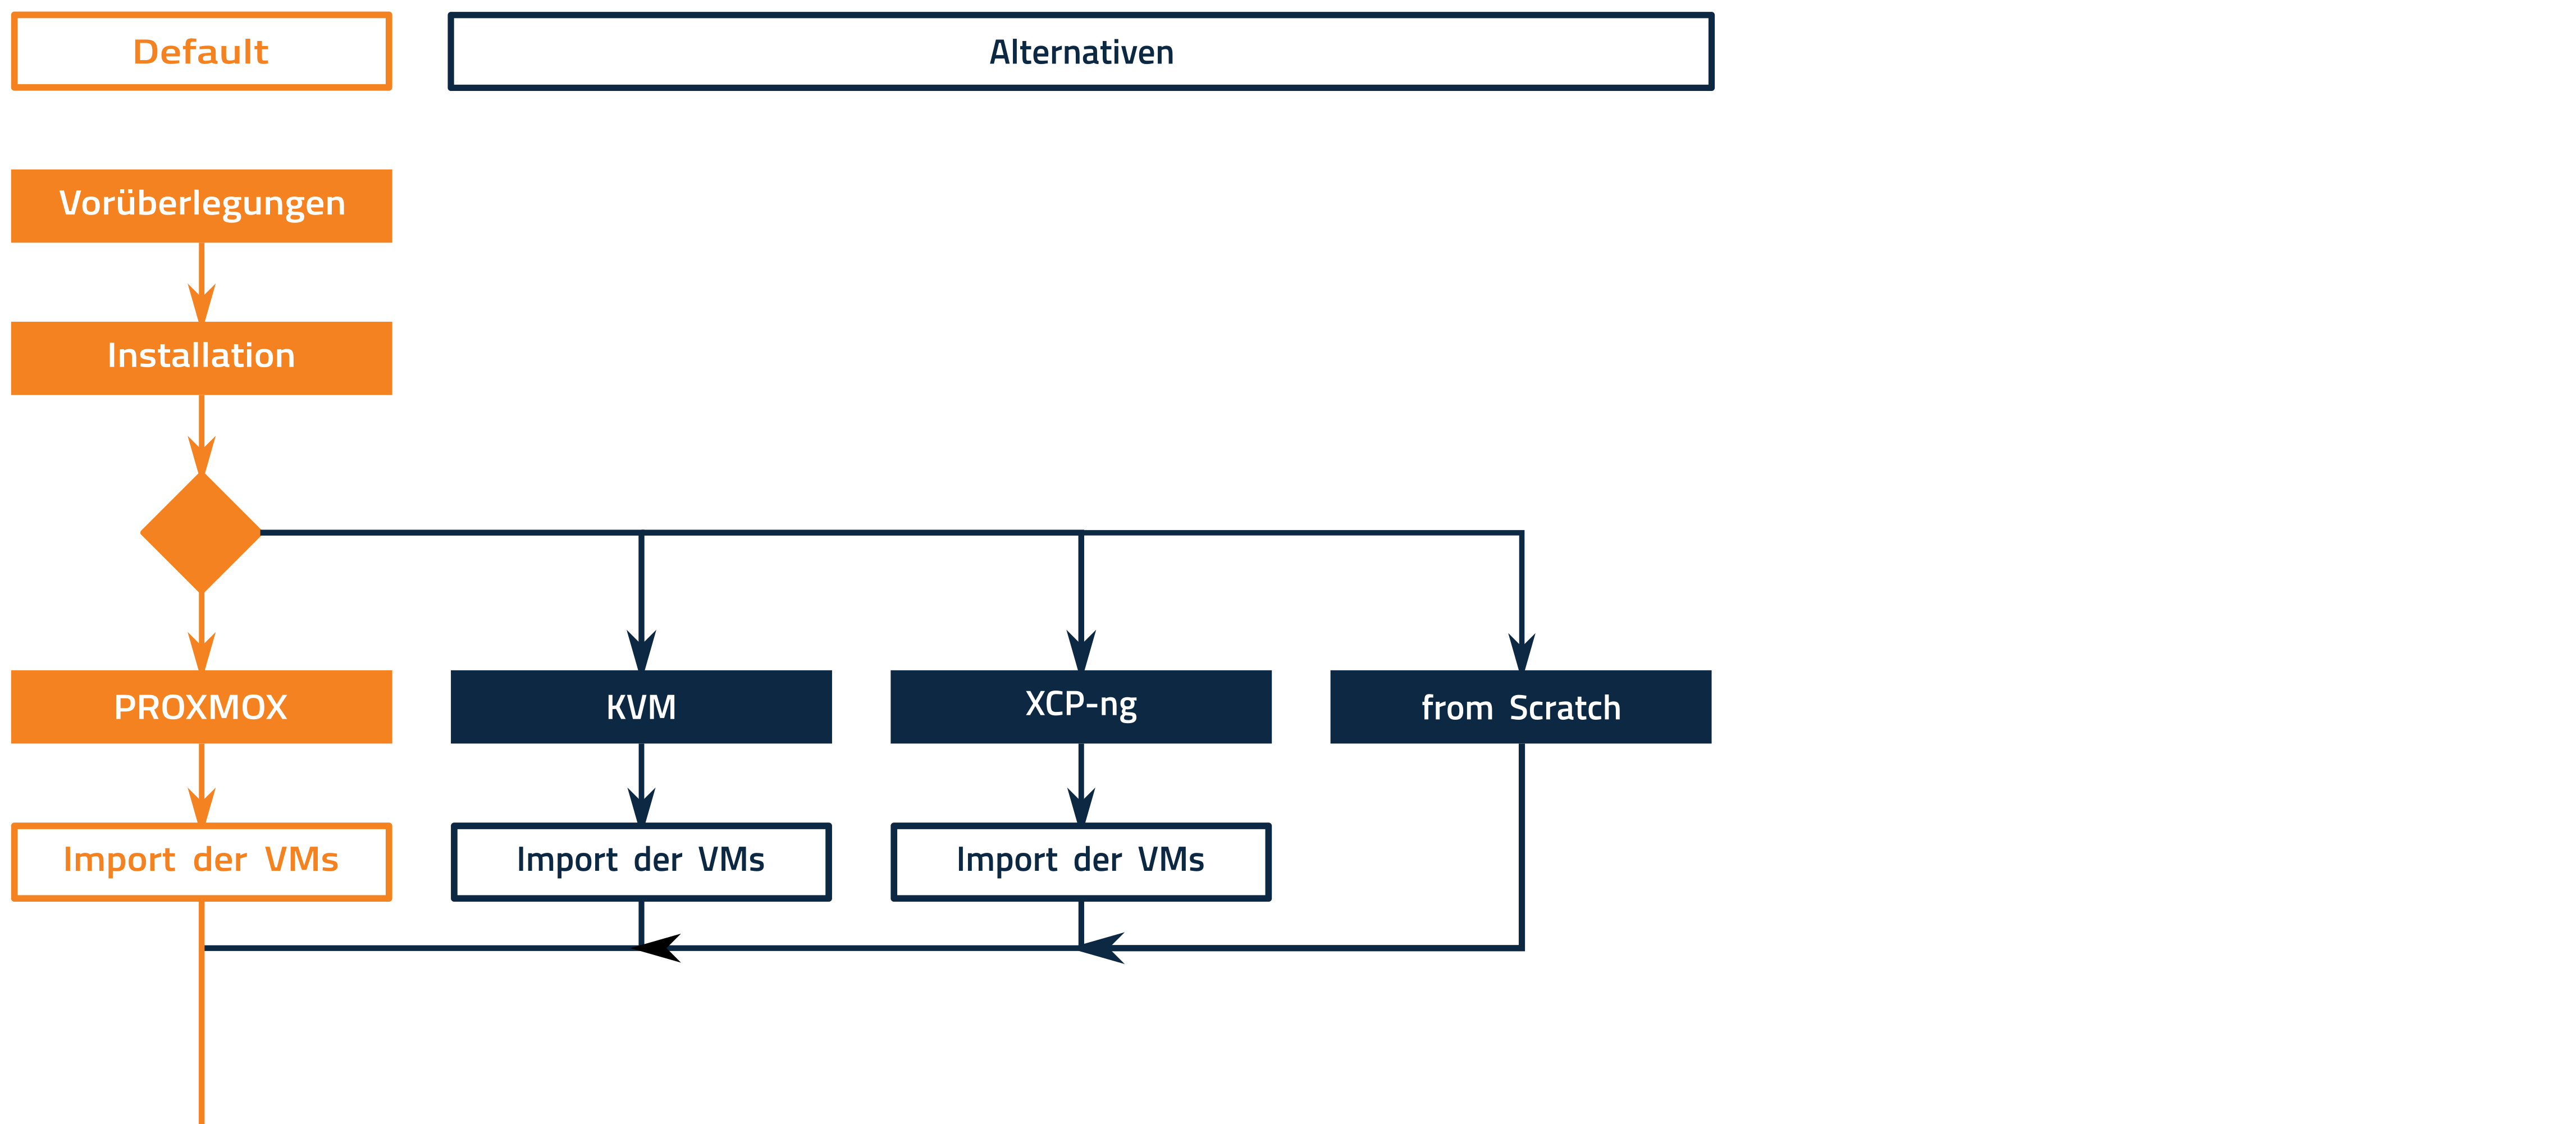 Default
Alternativen
Vorüberlegungen
Installation
PROXMOX
KVM
XCP-ng
from Scratch
Import der VMs
Import der VMs
Import der VMs